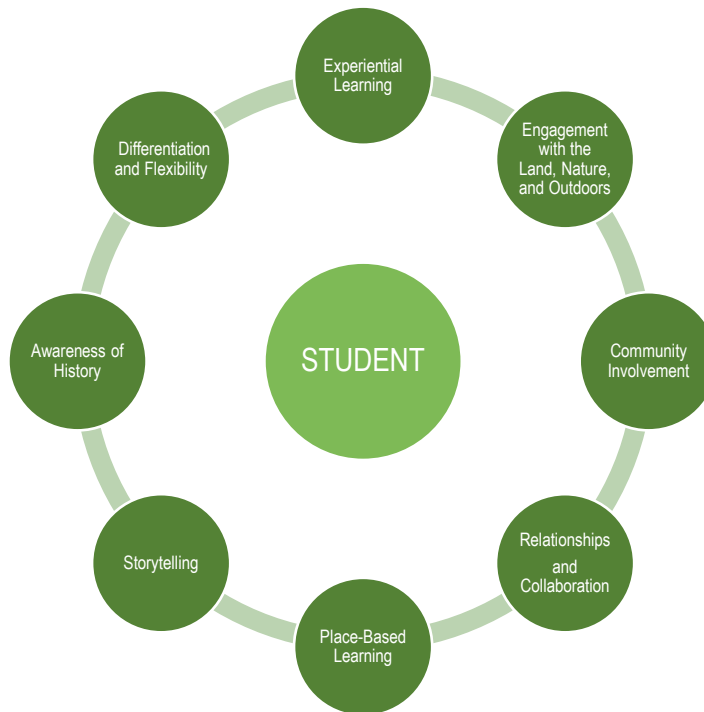 Experiential
Learning
Engagement
with the
Land, Nature,
and Outdoors
Community
Involvement
Relationships
and
Collaboration
Place-Based
Learning
Storytelling
Awareness of
History
Differentiation
and Flexibility
STUDENT